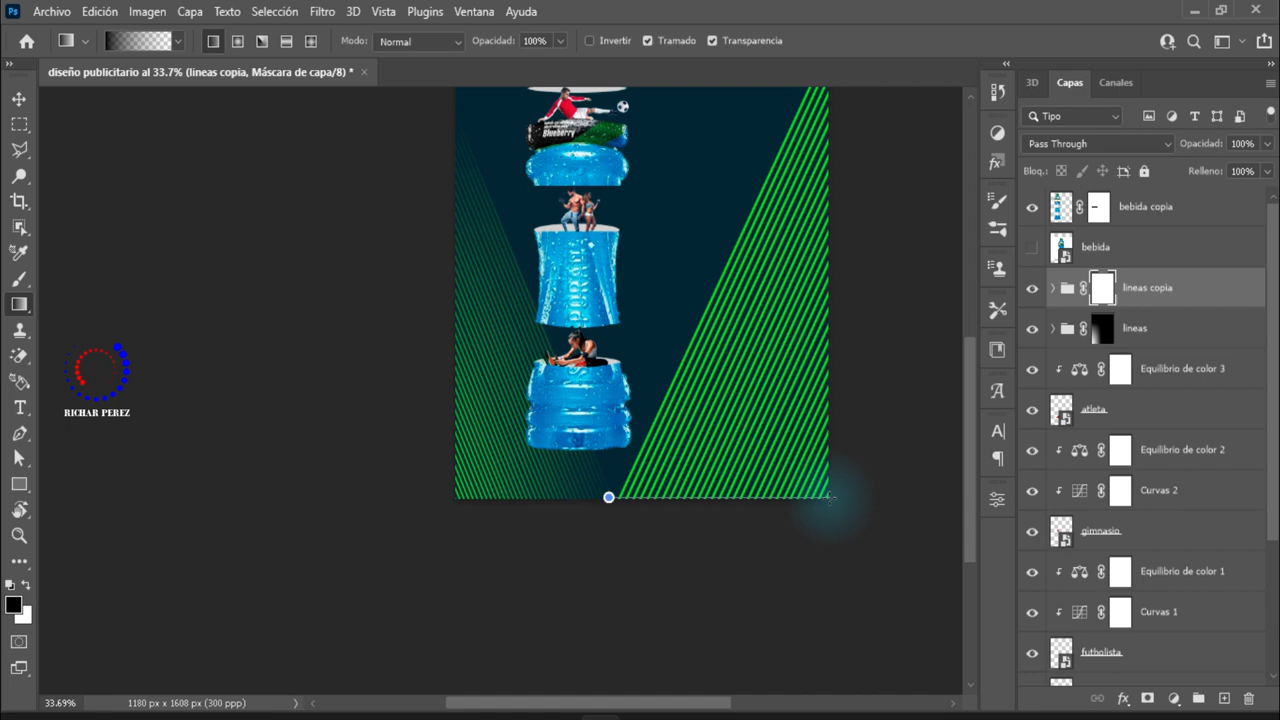 Ps Archivo Edición Imagen Capa Texto Selección Filtro 3D Vista Plugins Ventana Ayuda
Modo: Normal Opacidad: 100% Invertir Tramado Transparencia
diseño publicitario al 33.7% (lineas copia, Máscara de capa/8) *
3D Capas Canales
Tipo
Pass Through Opacidad: 100%
Bloq.: Relleno: 100%
bebida copia
bebida
lineas copia
lineas
Equilibrio de color 3
atleta
Equilibrio de color 2
Curvas 2
gimnasio
Equilibrio de color 1
Curvas 1
futbolista
Blueberry
RICHAR PEREZ
33.69% 1180 px x 1608 px (300 ppp)